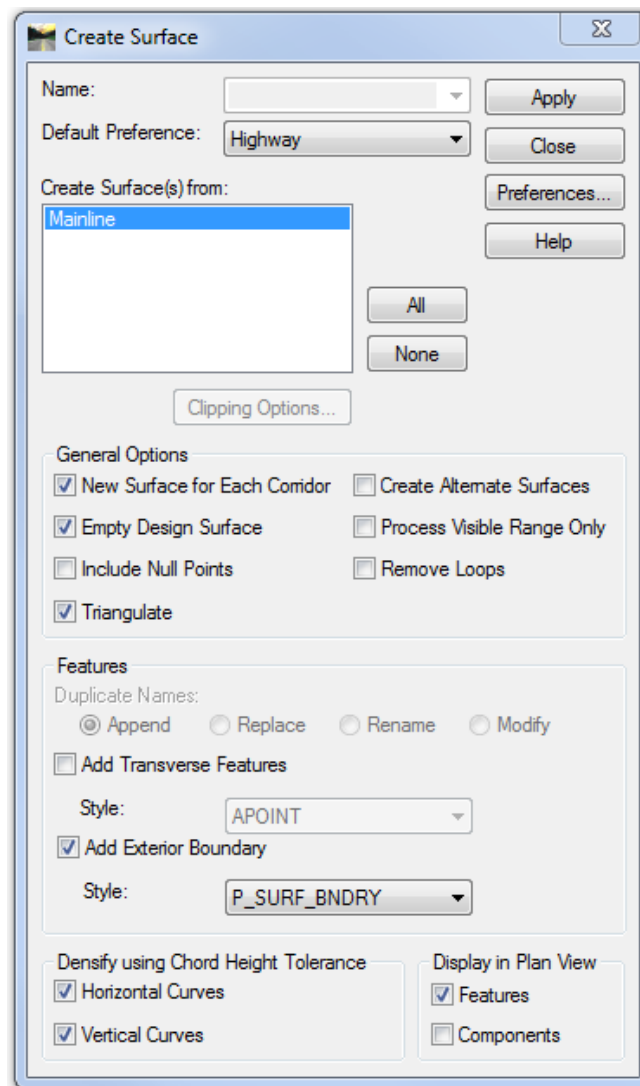 Create Surface
Name:
Apply
Default Preference: Highway
Close
Create Surface(s) from:
Preferences...
Mainline
Help
All
None
Clipping Options...
General Options
New Surface for Each Corridor Create Alternate Surfaces
Empty Design Surface Process Visible Range Only
Include Null Points Remove Loops
Triangulate
Features
Duplicate Names:
Append Replace Rename Modify
Add Transverse Features
Style: APOINT
Add Exterior Boundary
Style: P_SURF_BNDRY
Densify using Chord Height Tolerance Display in Plan View
Horizontal Curves Features
Vertical Curves Components